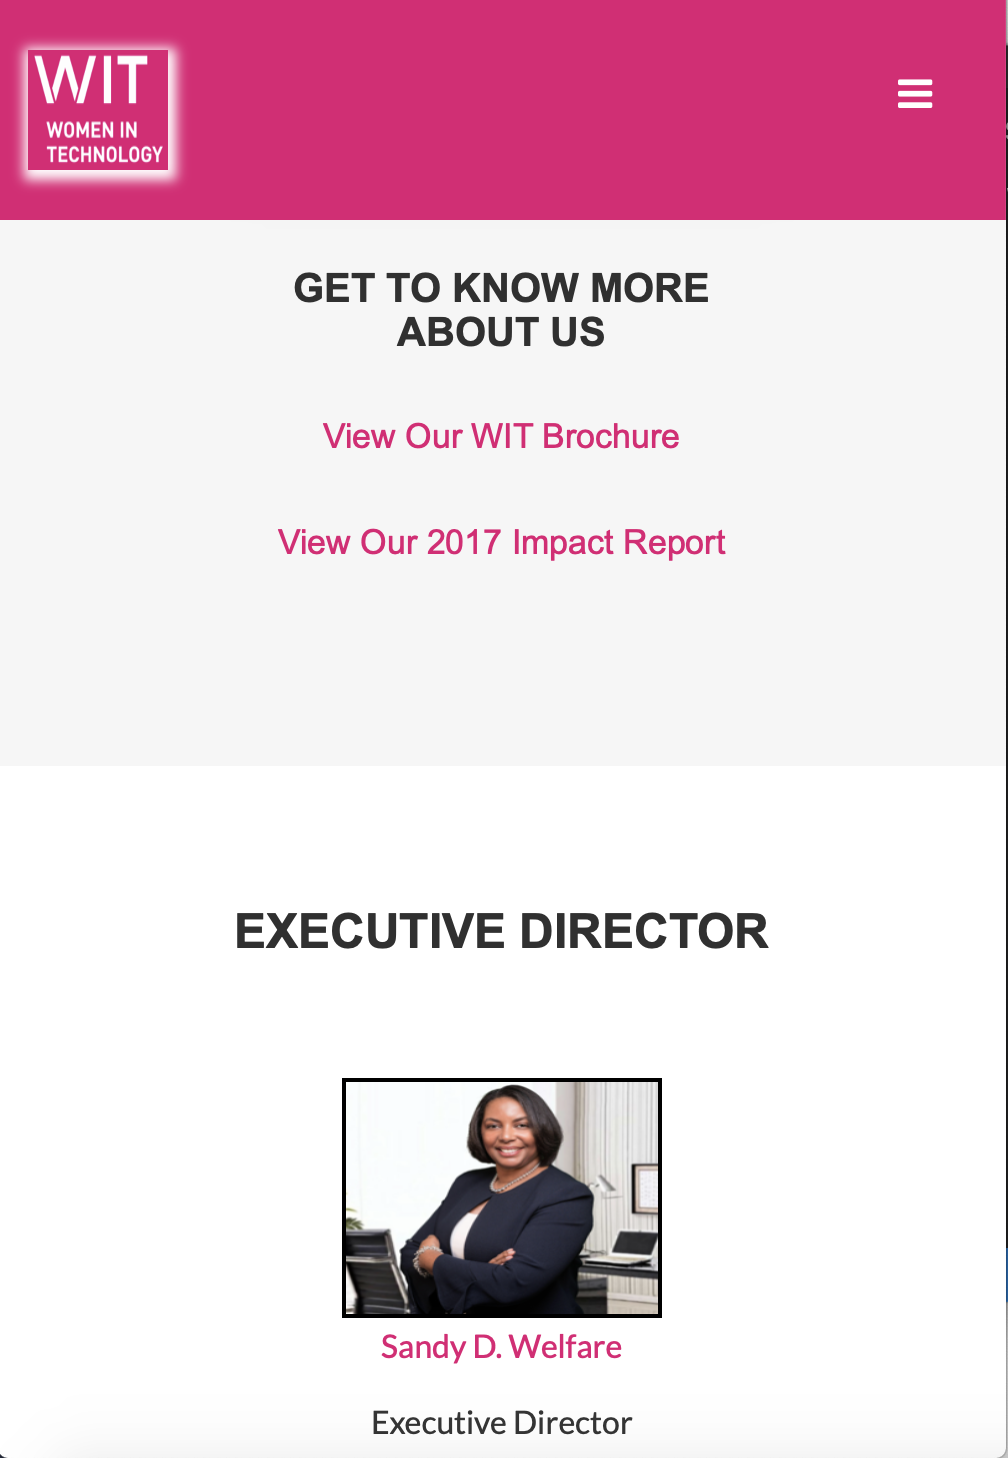 WIT
WOMEN IN
TECHNOLOGY
GET TO KNOW MORE
ABOUT US
View Our WIT Brochure
View Our 2017 Impact Report
EXECUTIVE DIRECTOR
Sandy D. Welfare
Executive Director